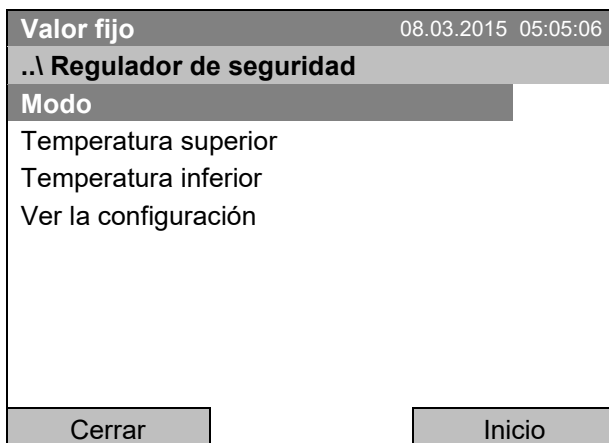 Valor fijo 08.03.2015 05:05:06
..\ Regulador de seguridad
Modo
Temperatura superior
Temperatura inferior
Ver la configuración
Cerrar Inicio